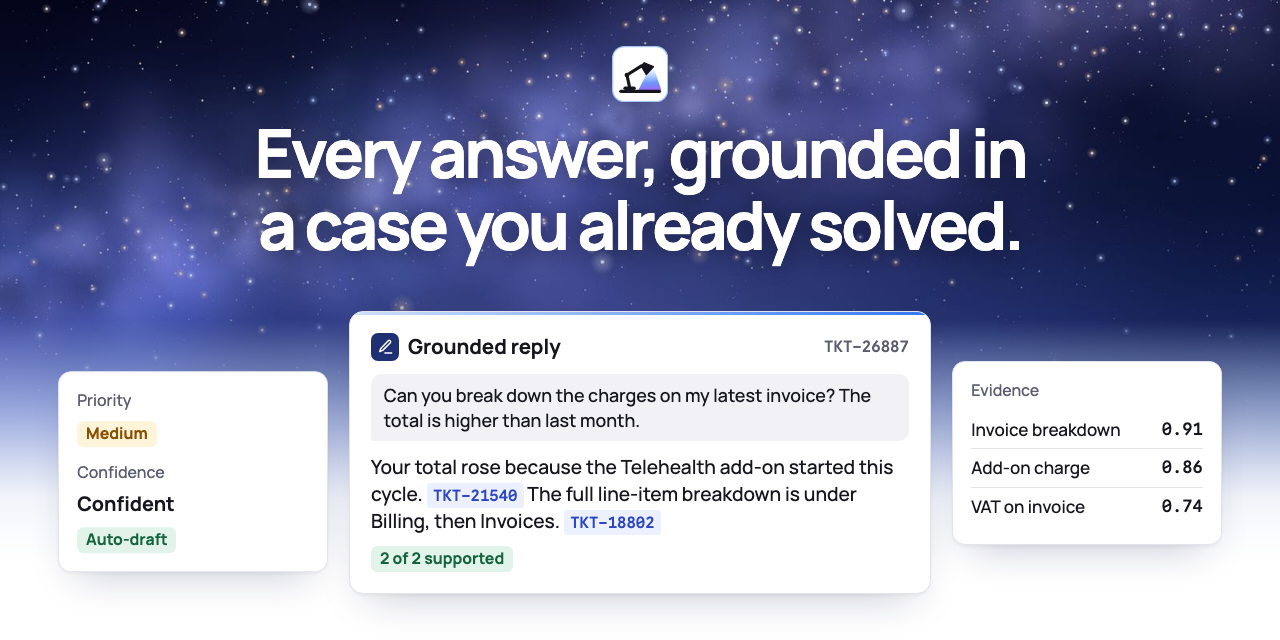 Every answer, grounded in
a case you already solved.
Priority
Medium
Confidence
Confident
Auto-draft
Grounded reply
TKT-26887
Can you break down the charges on my latest invoice? The
total is higher than last month.
Your total rose because the Telehealth add-on started this
cycle. TKT-21540 The full line-item breakdown is under
Billing, then Invoices. TKT-18802
2 of 2 supported
Evidence
Invoice breakdown 0.91
Add-on charge 0.86
VAT on invoice 0.74